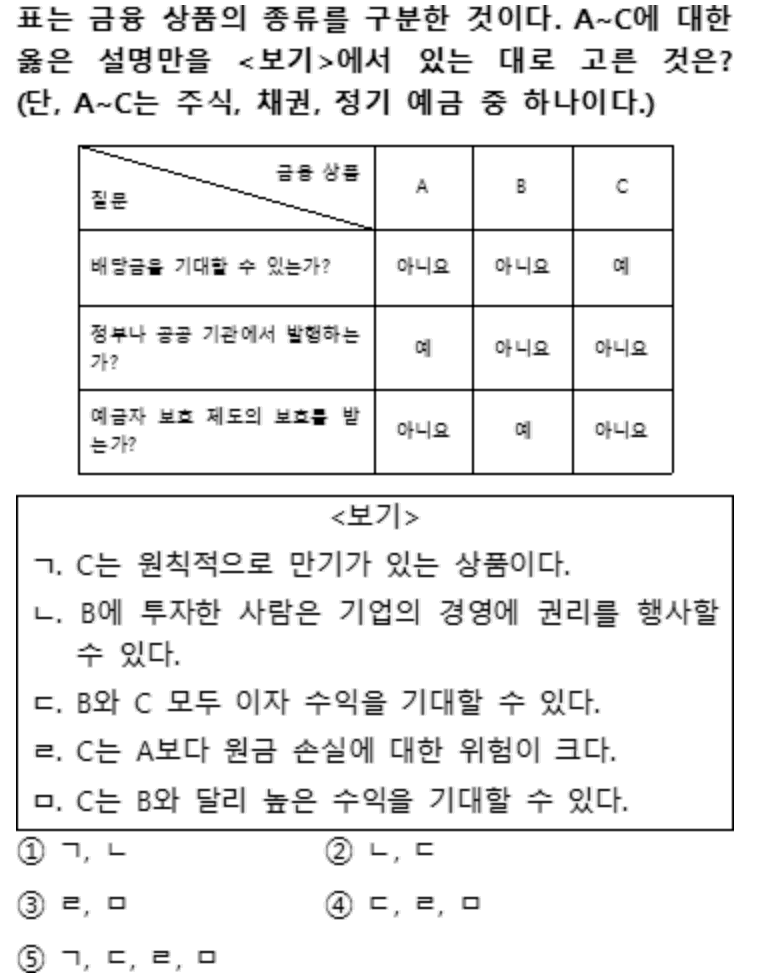 표는 금융 상품의 종류를 구분한 것이다. A~C에 대한
옳은 설명만을 <보기>에서 있는 대로 고른 것은?
(단, A~C는 주식, 채권, 정기 예금 중 하나이다.)
금융 상품
질문
A B C
배당금을 기대할 수 있는가? 아니요 아니요 예
정부나 공공 기관에서 발행하는
가?
예 아니요 아니요
예금자 보호 제도의 보호를 받
는가?
아니요 예 아니요
<보기>
ㄱ. C는 원칙적으로 만기가 있는 상품이다.
ㄴ. B에 투자한 사람은 기업의 경영에 권리를 행사할
수 있다.
ㄷ. B와 C 모두 이자 수익을 기대할 수 있다.
ㄹ. C는 A보다 원금 손실에 대한 위험이 크다.
ㅁ. C는 B와 달리 높은 수익을 기대할 수 있다.
① ㄱ, ㄴ ② ㄴ, ㄷ
③ ㄹ, ㅁ ④ ㄷ, ㄹ, ㅁ
⑤ ㄱ, ㄷ, ㄹ, ㅁ